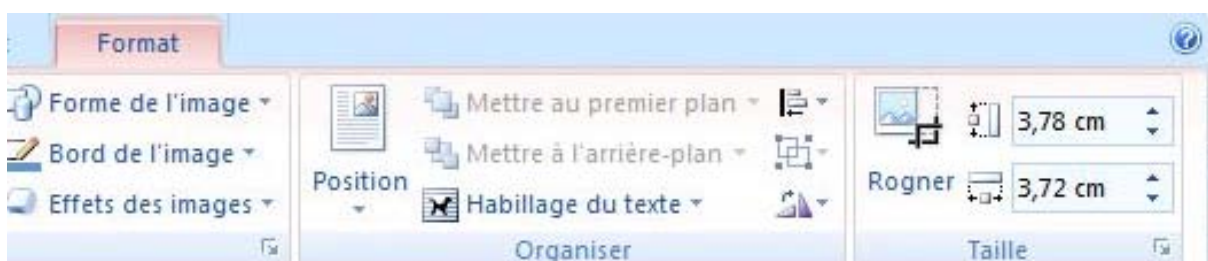 Format
Forme de l'image
Bord de l'image
Effets des images
Position
Mettre au premier plan
Mettre à l'arrière-plan
Habillage du texte
Organiser
Rogner
3,78 cm
3,72 cm
Taille